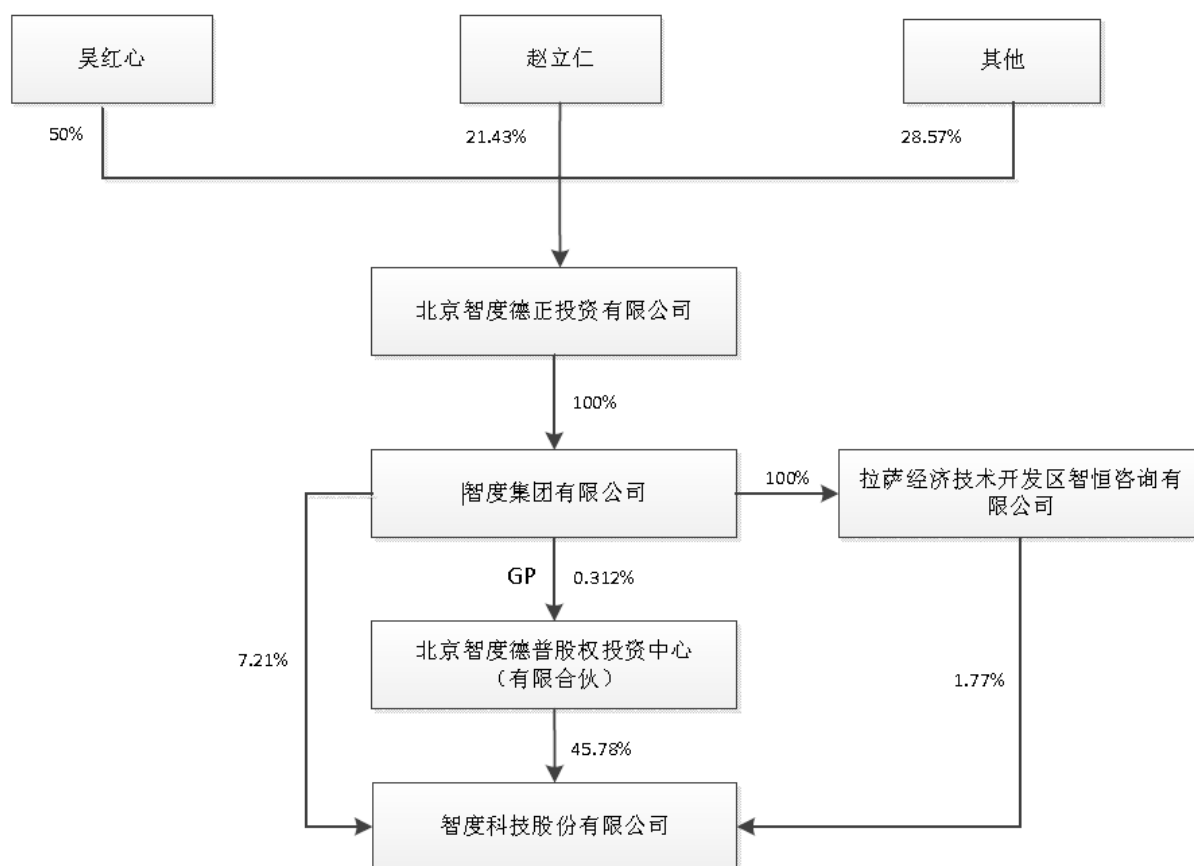 吴红心
赵立仁
其他
50%
21.43%
28.57%
北京智度德正投资有限公司
100%
智度集团有限公司
100%
拉萨经济技术开发区智恒咨询有
限公司
GP
0.312%
7.21%
北京智度德普股权投资中心
（有限合伙）
1.77%
45.78%
智度科技股份有限公司